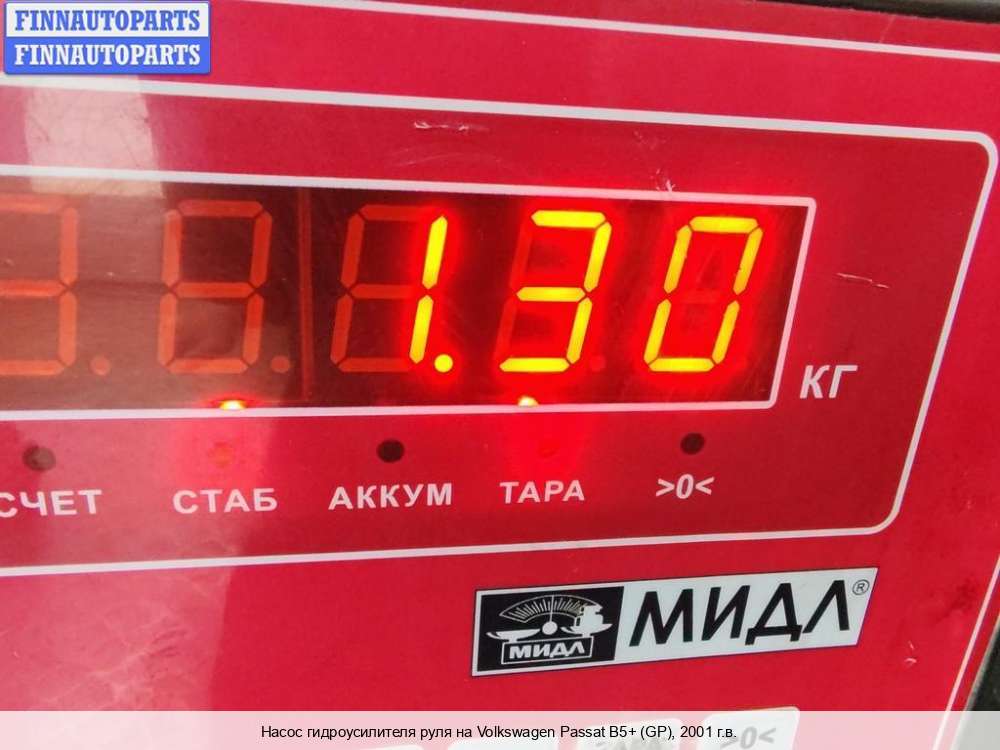 FINNAUTOPARTS
FINNAUTOPARTS
1.30
КГ
СЧЕТ СТАБ АККУМ ТАРА >0<
МИДЛ МИДЛ®
>0<
Насос гидроусилителя руля на Volkswagen Passat B5+ (GP), 2001 г.в.